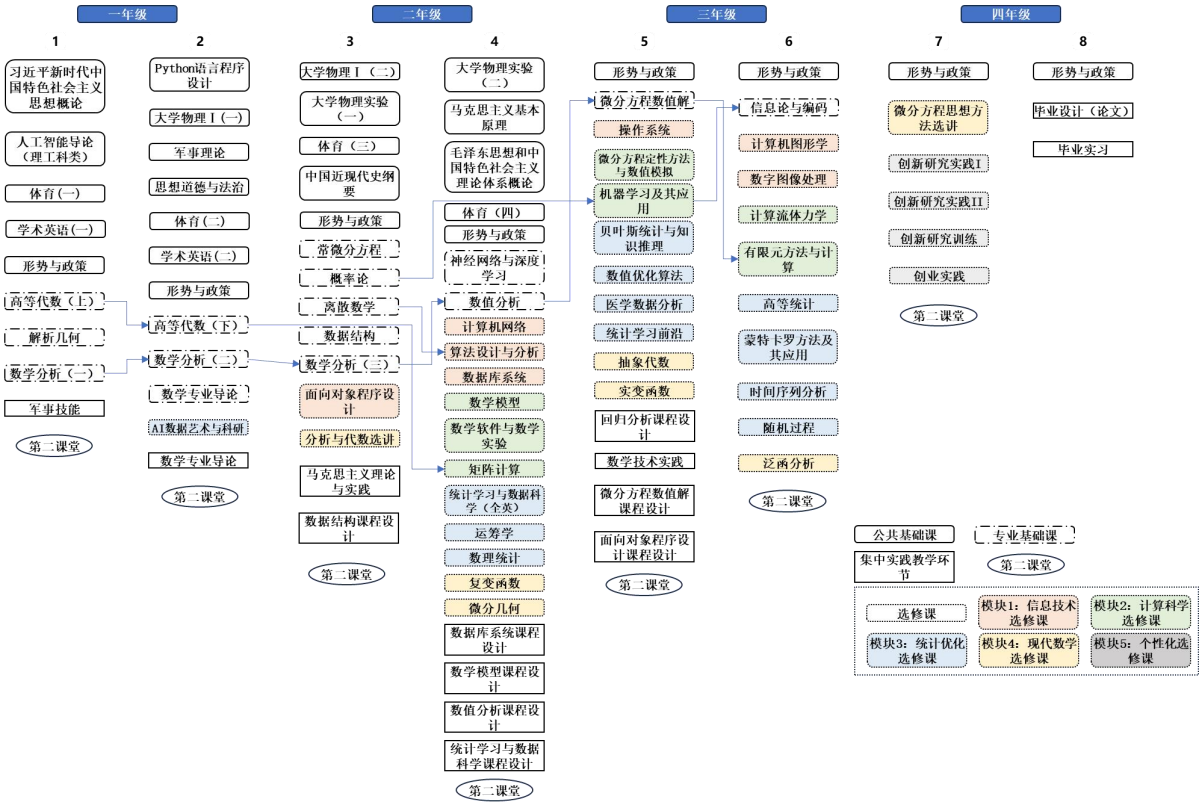 一年级
二年级
三年级
四年级
1
2
3
4
5
6
7
8
习近平新时代中
国特色社会主义
思想概论
人工智能导论
（理工科类）
体育(一)
学术英语(一)
形势与政策
高等代数（上）
解析几何
数学分析（一）
军事技能
第二课堂
Python语言程序
设计
大学物理Ⅰ(一)
军事理论
思想道德与法治
体育(二)
学术英语(二)
形势与政策
高等代数（下）
数学分析（二）
数学专业导论
AI数据艺术与科研
数学专业导论
第二课堂
大学物理Ⅰ（二）
大学物理实验
（一）
体育（三）
中国近现代史纲
要
形势与政策
常微分方程
概率论
离散数学
数据结构
数学分析（三）
面向对象程序设
计
分析与代数选讲
马克思主义理论
与实践
数据结构课程设
计
第二课堂
大学物理实验
（二）
马克思主义基本
原理
毛泽东思想和中
国特色社会主义
理论体系概论
体育（四）
形势与政策
神经网络与深度
学习
数值分析
计算机网络
算法设计与分析
数据库系统
数学模型
数学软件与数学
实验
矩阵计算
统计学习与数据科
学（全英）
运筹学
数理统计
复变函数
微分几何
数据库系统课程
设计
数学模型课程设
计
数值分析课程设
计
统计学习与数据
科学课程设计
第二课堂
形势与政策
微分方程数值解
操作系统
微分方程定性方法
与数值模拟
机器学习及其应
用
贝叶斯统计与知
识推理
数值优化算法
医学数据分析
统计学习前沿
抽象代数
实变函数
回归分析课程设
计
数学技术实践
微分方程数值解
课程设计
面向对象程序设
计课程设计
第二课堂
形势与政策
信息论与编码
计算机图形学
数字图像处理
计算流体力学
有限元方法与计
算
高等统计
蒙特卡罗方法及
其应用
时间序列分析
随机过程
泛函分析
第二课堂
形势与政策
微分方程思想方
法选讲
创新研究实践I
创新研究实践II
创新研究训练
创业实践
第二课堂
形势与政策
毕业设计（论文）
毕业实习
公共基础课
专业基础课
集中实践教学环
节
第二课堂
选修课
模块1：信息技术
选修课
模块2：计算科学
选修课
模块3：统计优化
选修课
模块4：现代数学
选修课
模块5：个性化选
修课